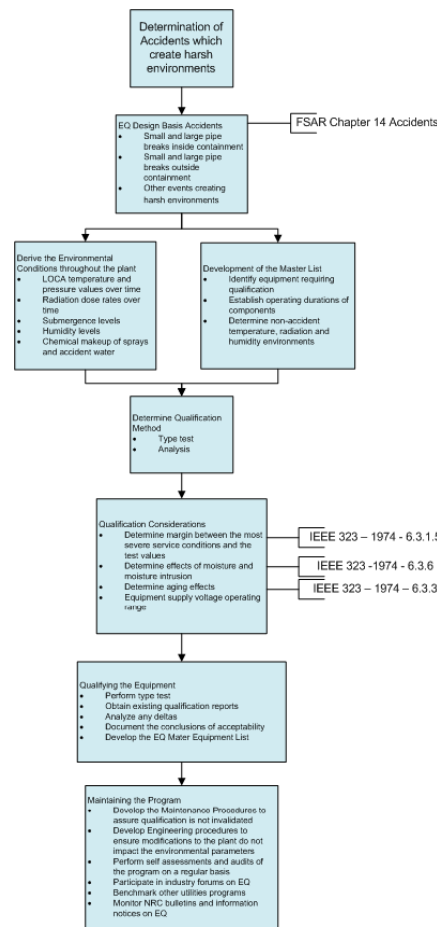 Determination of
Accidents which
create harsh
environments
EQ Design Basis Accidents
• Small and large pipe
breaks inside containment
• Small and large pipe
breaks outside
containment
• Other events creating
harsh environments
FSAR Chapter 14 Accidents
Derive the Environmental
Conditions throughout the plant
• LOCA temperature and
pressure values over time
• Radiation dose rates over
time
• Submergence levels
• Humidity levels
• Chemical makeup of sprays
and accident water
Development of the Master List
• Identify equipment requiring
qualification
• Establish operating durations of
components
• Determine non-accident
temperature, radiation and
humidity environments
Determine Qualification
Method
• Type test
• Analysis
Qualification Considerations
• Determine margin between the most
severe service conditions and the
test values
• Determine effects of moisture and
moisture intrusion
• Determine aging effects
• Equipment supply voltage operating
range
IEEE 323 – 1974 - 6.3.1.5
IEEE 323 -1974 - 6.3.6
IEEE 323 – 1974 – 6.3.3
Qualifying the Equipment
• Perform type test
• Obtain existing qualification reports
• Analyze any deltas
• Document the conclusions of acceptability
• Develop the EQ Mater Equipment List
Maintaining the Program
• Develop the Maintenance Procedures to
assure qualification is not invalidated
• Develop Engineering procedures to
ensure modifications to the plant do not
impact the environmental parameters
• Perform self assessments and audits of
the program on a regular basis
• Participate in industry forums on EQ
• Benchmark other utilities programs
• Monitor NRC bulletins and information
notices on EQ